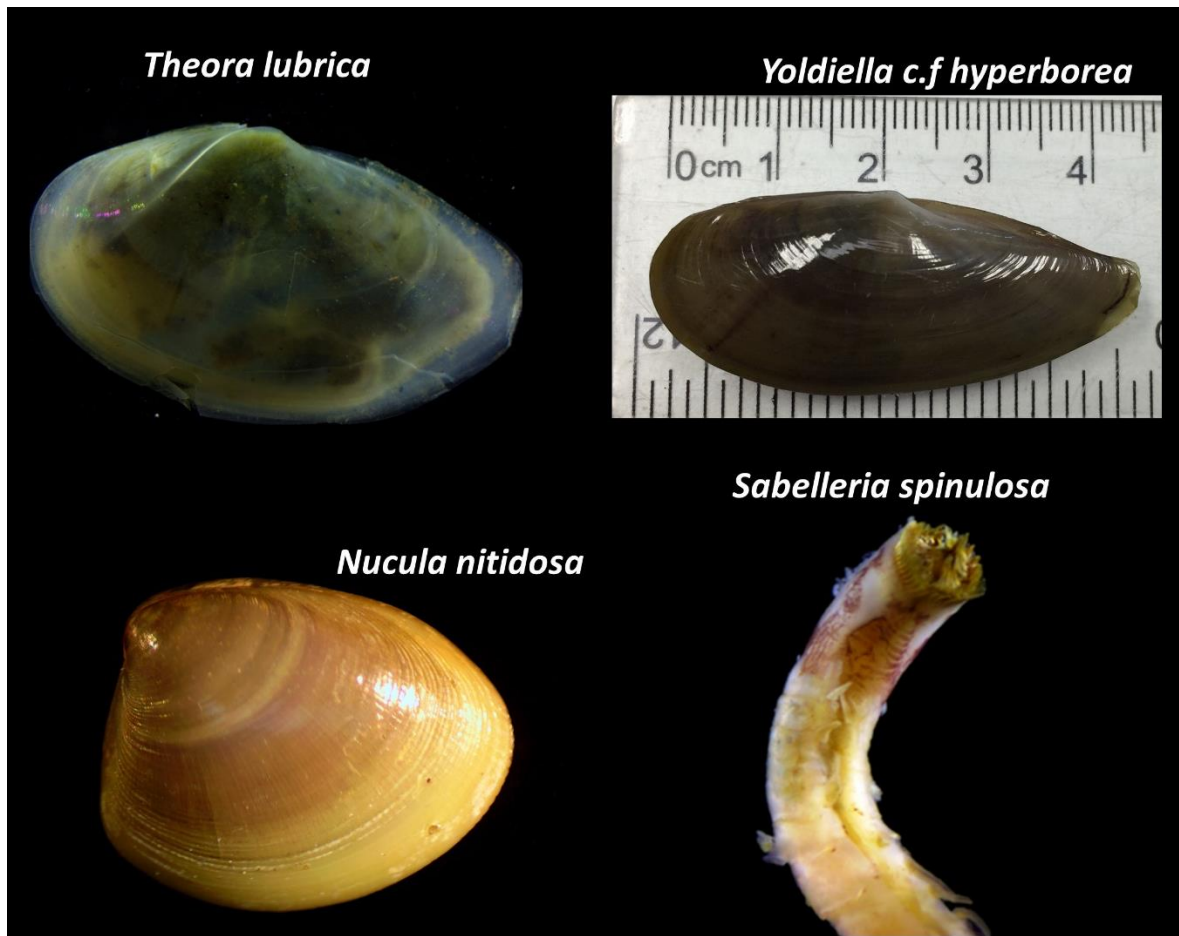 Theora lubrica
Yoldiella c.f hyperborea
0cm 1 2 3 4
12
Sabelleria spinulosa
Nucula nitidosa